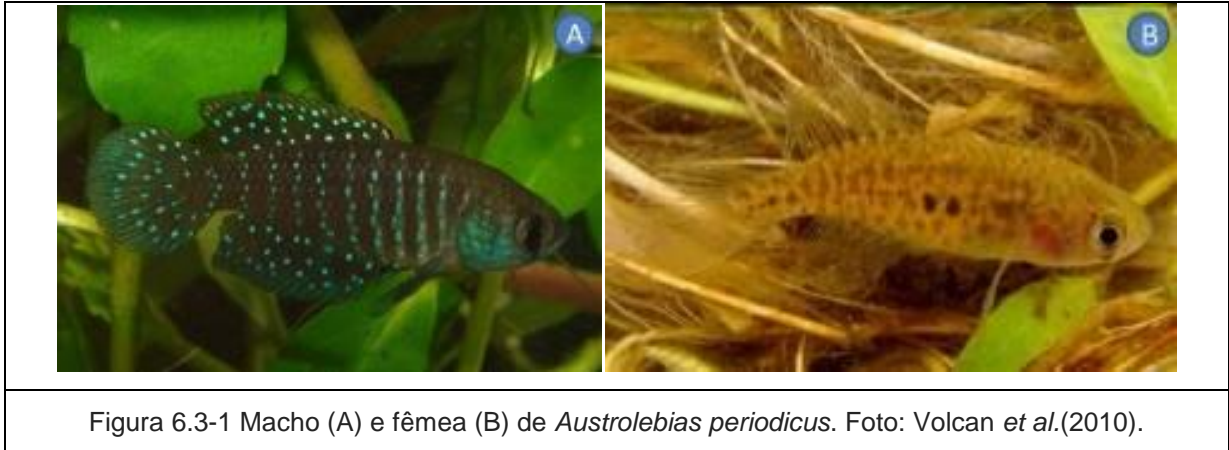 A
B
Figura 6.3-1 Macho (A) e fêmea (B) de Austrolebias periodicus. Foto: Volcan et al.(2010).